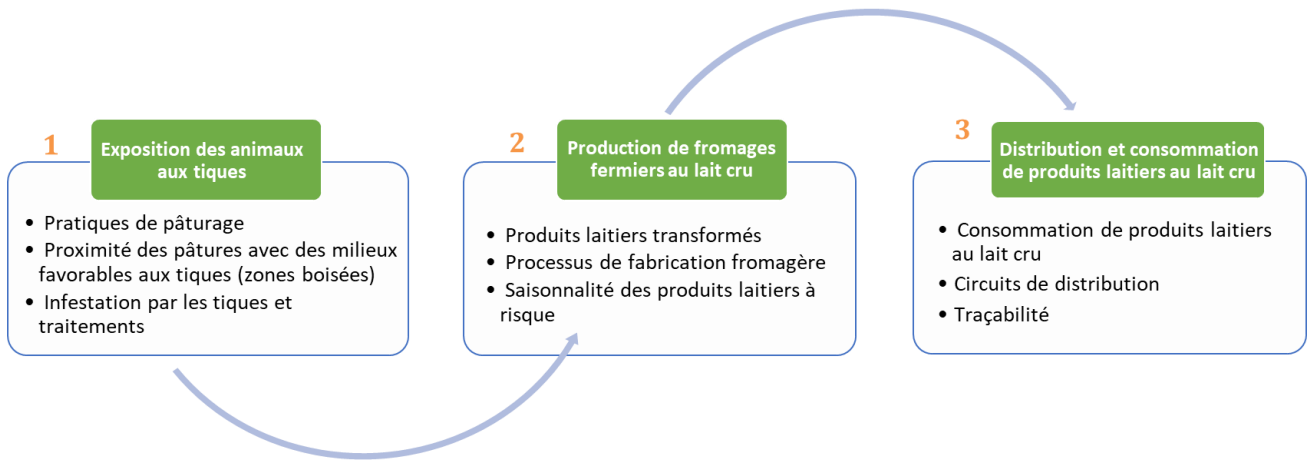 1
Exposition des animaux
aux tiques
• Pratiques de pâturage
• Proximité des pâtures avec des milieux
favorables aux tiques (zones boisées)
• Infestation par les tiques et
traitements
2
Production de fromages
fermiers au lait cru
• Produits laitiers transformés
• Processus de fabrication fromagère
• Saisonnalité des produits laitiers à
risque
3
Distribution et consommation
de produits laitiers au lait cru
• Consommation de produits laitiers
au lait cru
• Circuits de distribution
• Traçabilité